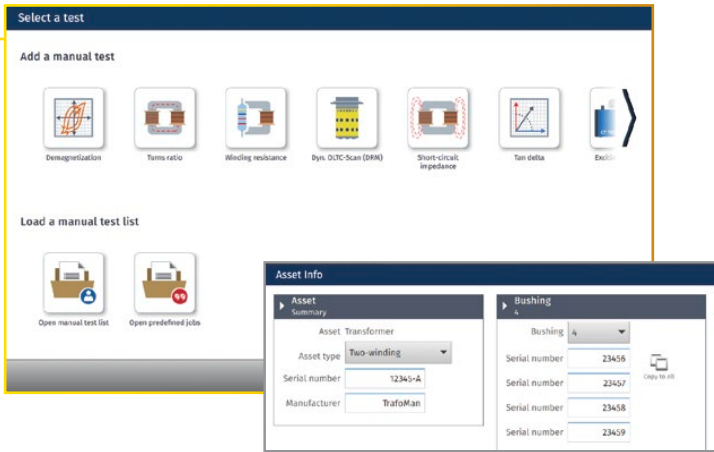 Select a test
Add a manual test
Demagnetization
Turns ratio
Winding resistance
Dyn. OLTC-Scan (DRM)
Short-circuit
impedance
Tan delta
Load a manual test list
Open manual test list
Open predefined jobs
Asset Info
Asset
Summary
Asset Transformer
Asset type Two-winding
Serial number 12345-A
Manufacturer TrafoMan
Bushing
4
Bushing 4
Serial number 23456
Copy to all
Serial number 23457
Serial number 23458
Serial number 23459